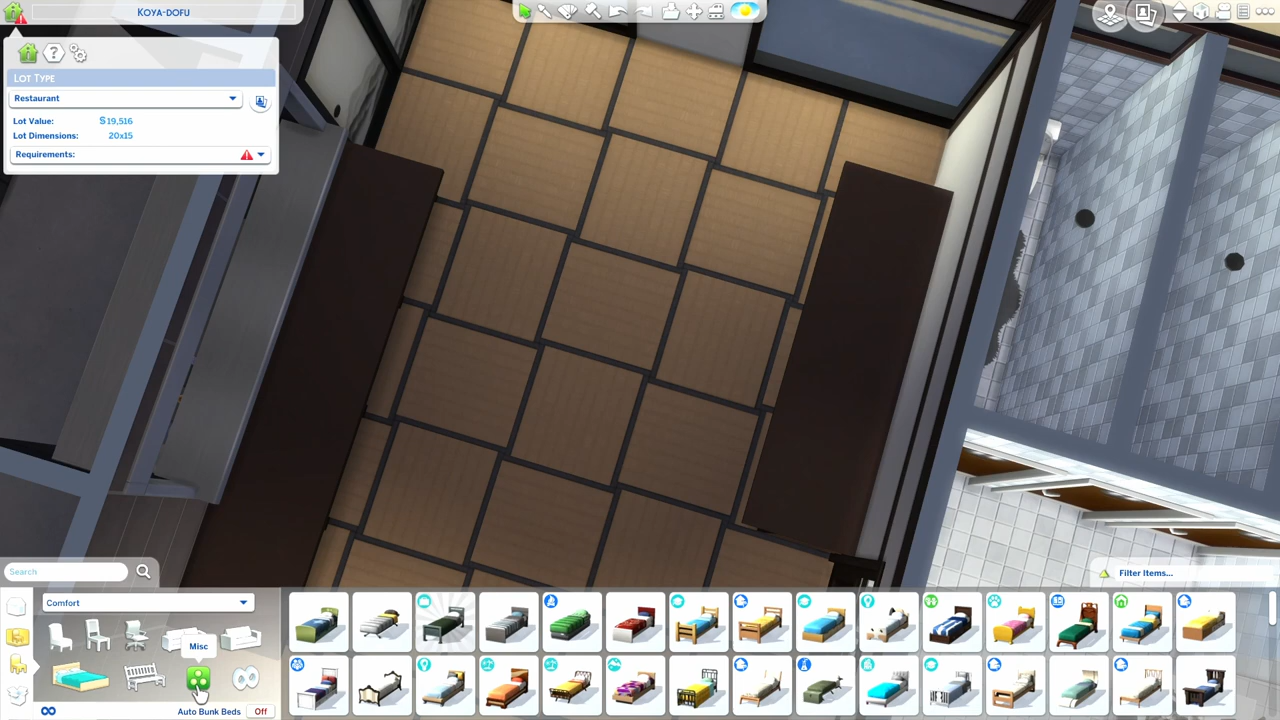 KOYA-DOFU
LOT TYPE
Restaurant
Lot Value: §19,516
Lot Dimensions: 20x15
Requirements:
Search
Filter Items...
Comfort
Misc
Auto Bunk Beds Off